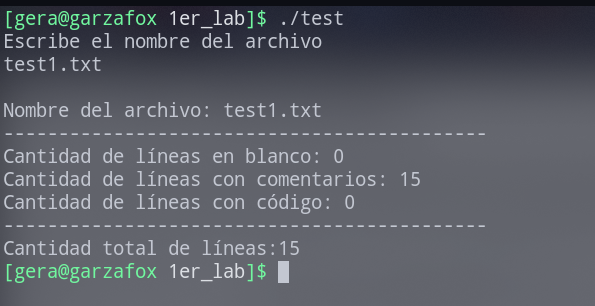 [gera@garzafox 1er_lab]$ ./test
Escribe el nombre del archivo
test1.txt
Nombre del archivo: test1.txt
--------------------------------------------
Cantidad de líneas en blanco: 0
Cantidad de líneas con comentarios: 15
Cantidad de líneas con código: 0
--------------------------------------------
Cantidad total de líneas:15
[gera@garzafox 1er_lab]$